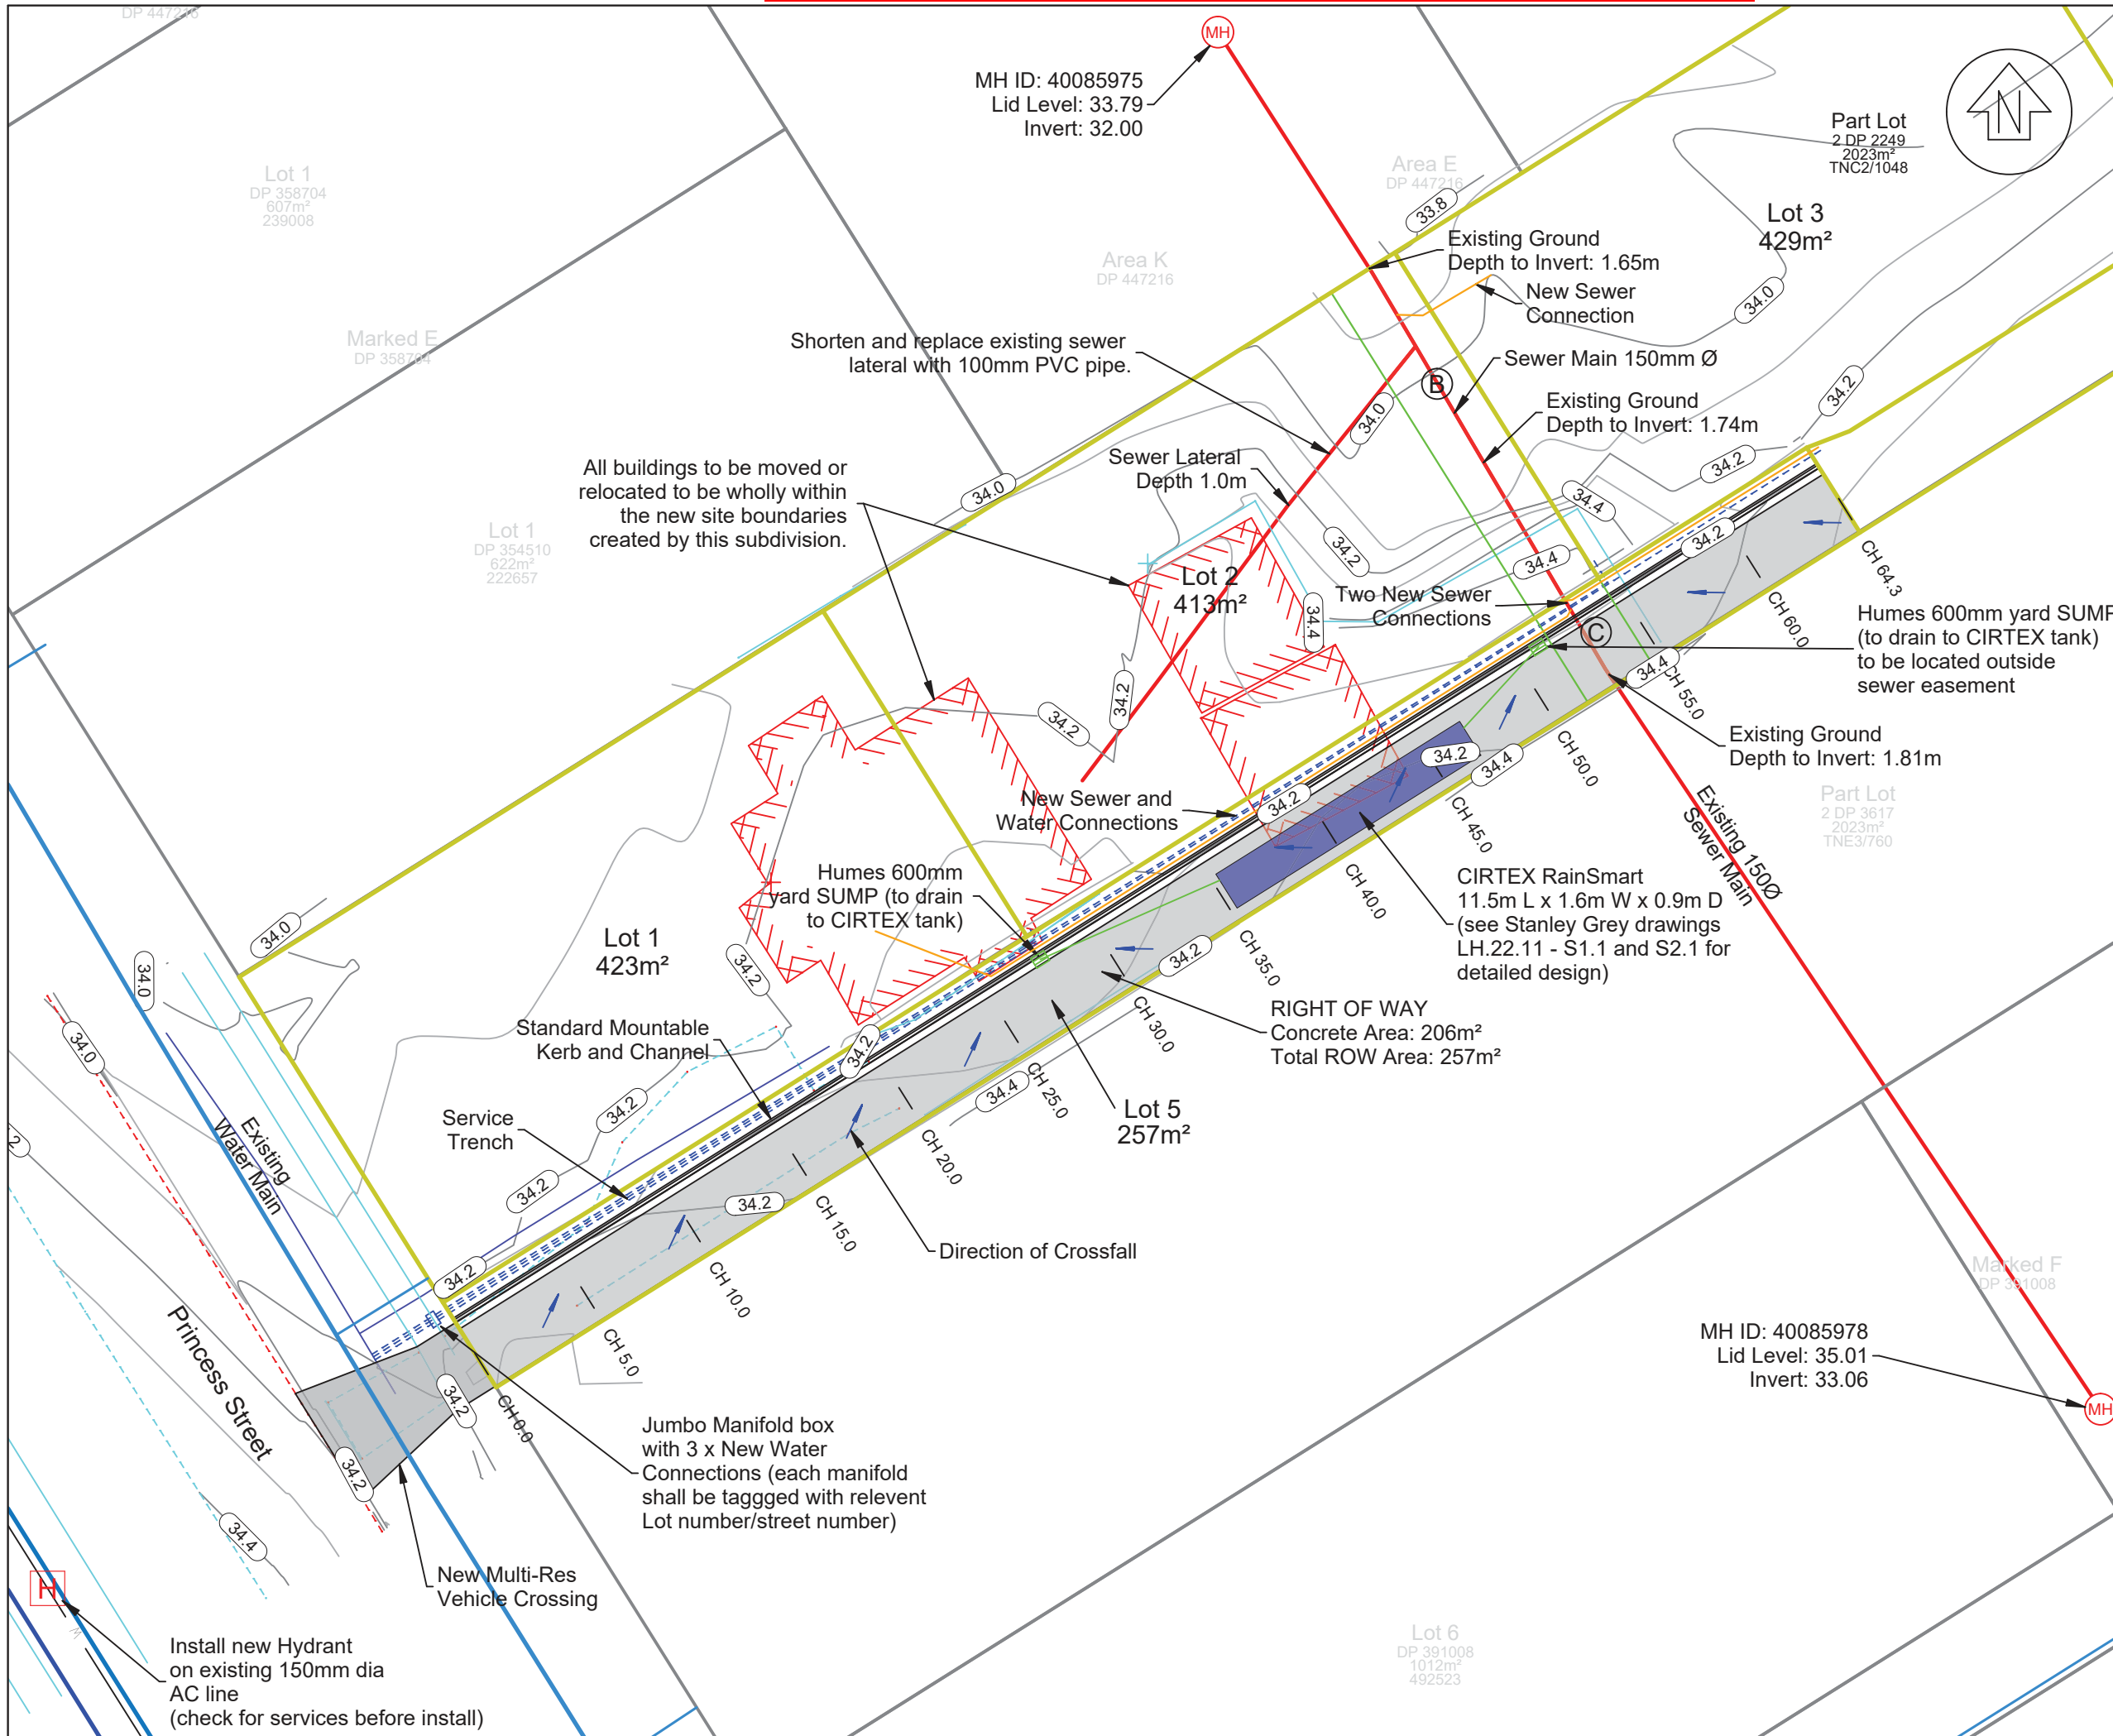 DP 447216
MH
MH ID: 40085975
Lid Level: 33.79
Invert: 32.00
N
Part Lot
2 DP 2249
2023m²
TNC2/1048
Lot 1
DP 358704
607m²
239008
Area E
DP 447216
33.8
Lot 3
429m²
Existing Ground
Depth to Invert: 1.65m
Area K
DP 447216
New Sewer
Connection
34.0
Marked E
DP 358704
Shorten and replace existing sewer
lateral with 100mm PVC pipe.
Sewer Main 150mm Ø
B
34.2
Existing Ground
Depth to Invert: 1.74m
34.0
Sewer Lateral
Depth 1.0m
34.2
All buildings to be moved or
relocated to be wholly within
the new site boundaries
created by this subdivision.
34.0
34.4
Lot 1
DP 354510
622m²
222657
34.2
34.2
34.4
CH 64.3
Lot 2
413m²
Two New Sewer
Connections
34.4
CH 60.0
Humes 600mm yard SUMP
(to drain to CIRTEX tank)
to be located outside
sewer easement
C
34.4
CH 55.0
34.2
34.2
Existing Ground
Depth to Invert: 1.81m
CH 50.0
34.2
34.4
New Sewer and
Water Connections
34.2
CH 45.0
Existing 150Ø
Sewer Main
Part Lot
2 DP 3617
2023m²
TNE3/760
Humes 600mm
yard SUMP (to drain
to CIRTEX tank)
CH 40.0
CIRTEX RainSmart
11.5m L x 1.6m W x 0.9m D
(see Stanley Grey drawings
LH.22.11 - S1.1 and S2.1 for
detailed design)
34.0
Lot 1
423m²
34.2
34.2
CH 35.0
34.0
34.0
Standard Mountable
Kerb and Channel
34.2
CH 30.0
RIGHT OF WAY
Concrete Area: 206m²
Total ROW Area: 257m²
34.2
34.4
CH 25.0
Lot 5
257m²
Service
Trench
Existing
Water Main
CH 20.0
34.2
34.2
CH 15.0
Direction of Crossfall
34.2
CH 10.0
Marked F
DP 391008
Princess Street
CH 5.0
MH ID: 40085978
Lid Level: 35.01
Invert: 33.06
MH
34.2
CH 0.0
Jumbo Manifold box
with 3 x New Water
Connections (each manifold
shall be taggged with relevent
Lot number/street number)
34.2
34.4
New Multi-Res
Vehicle Crossing
H
W
Install new Hydrant
on existing 150mm dia
AC line
(check for services before install)
Lot 6
DP 391008
1012m²
492523